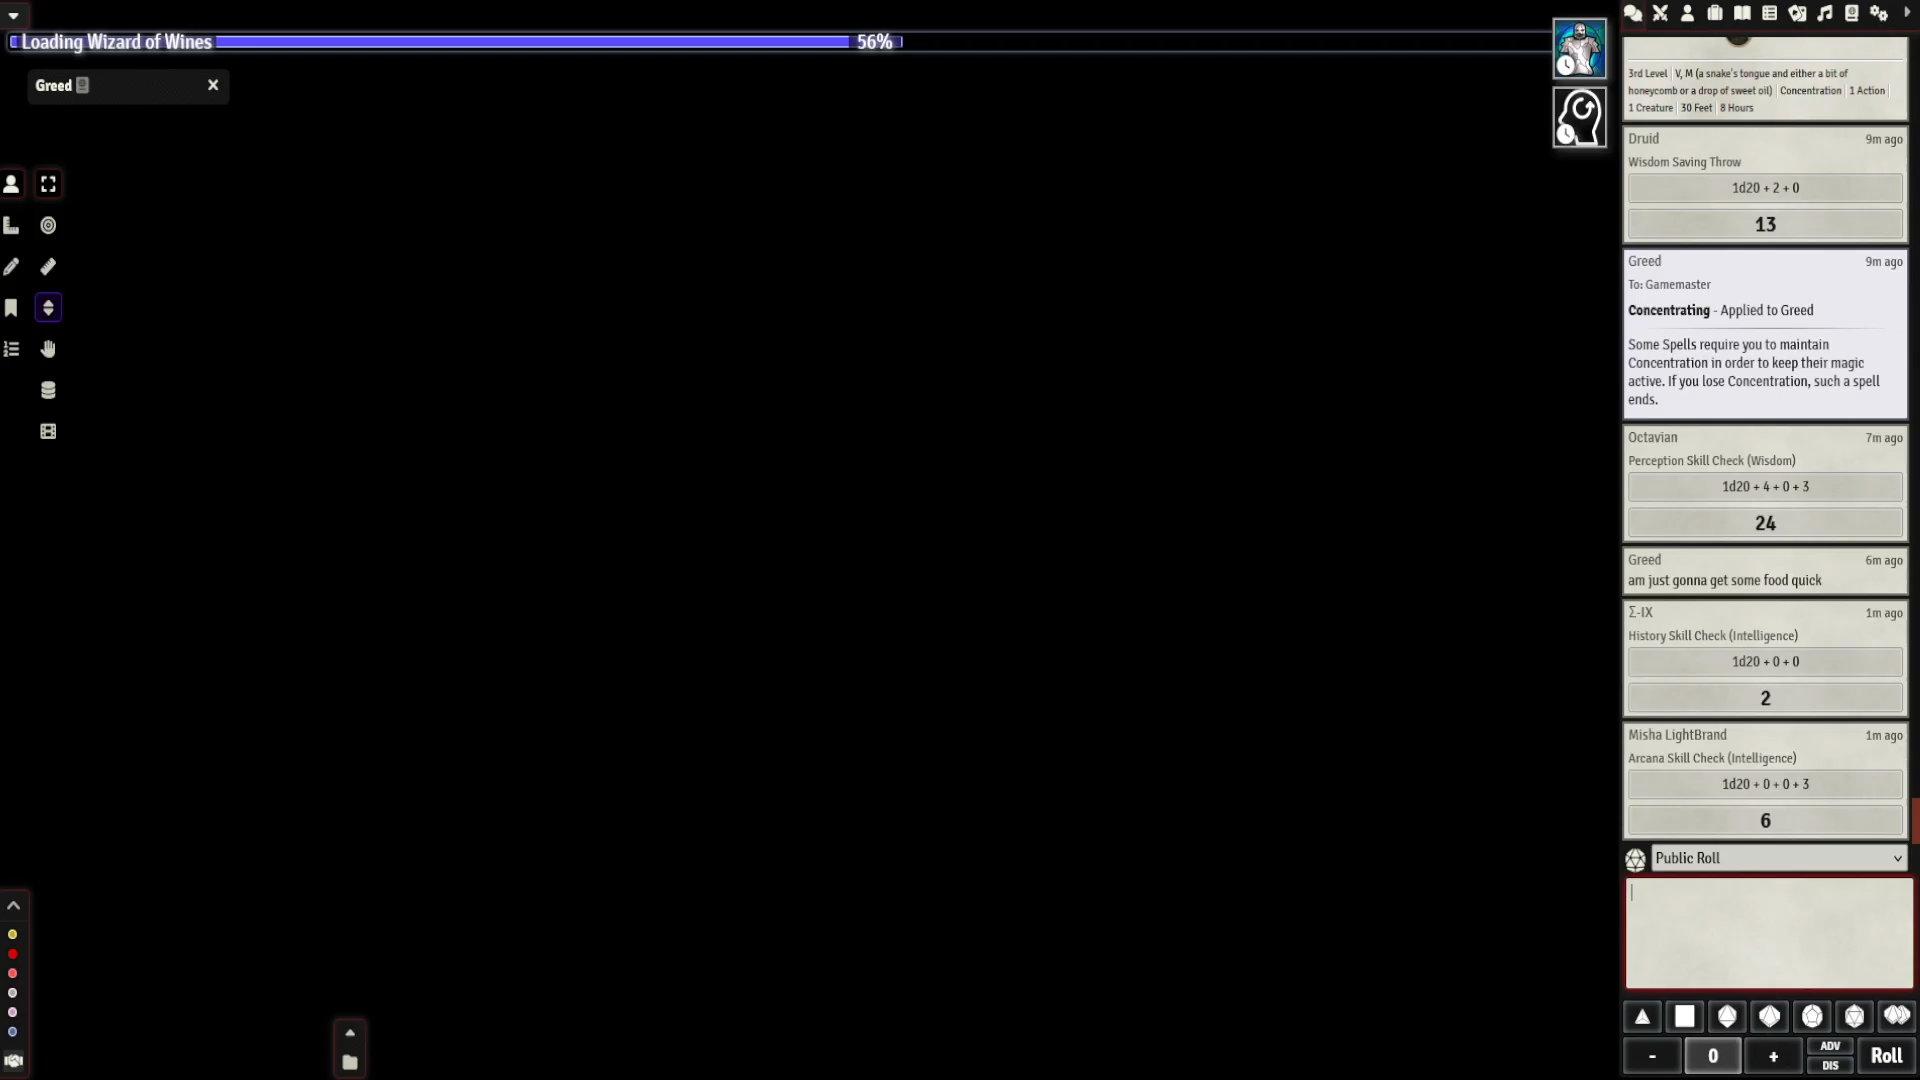 Loading Wizard of Wines 56%
Greed
3rd Level | V, M (a snake's tongue and either a bit of
honeycomb or a drop of sweet oil) | Concentration | 1 Action |
1 Creature | 30 Feet | 8 Hours
Druid 9m ago
Wisdom Saving Throw
1d20 + 2 + 0
13
Greed 9m ago
To: Gamemaster
Concentrating - Applied to Greed
Some Spells require you to maintain
Concentration in order to keep their magic
active. If you lose Concentration, such a spell
ends.
Octavian 7m ago
Perception Skill Check (Wisdom)
1d20 + 4 + 0 + 3
24
Greed 6m ago
am just gonna get some food quick
Σ-IX 1m ago
History Skill Check (Intelligence)
1d20 + 0 + 0
2
Misha LightBrand 1m ago
Arcana Skill Check (Intelligence)
1d20 + 0 + 0 + 3
6
Public Roll
- 0 + ADV Roll
DIS